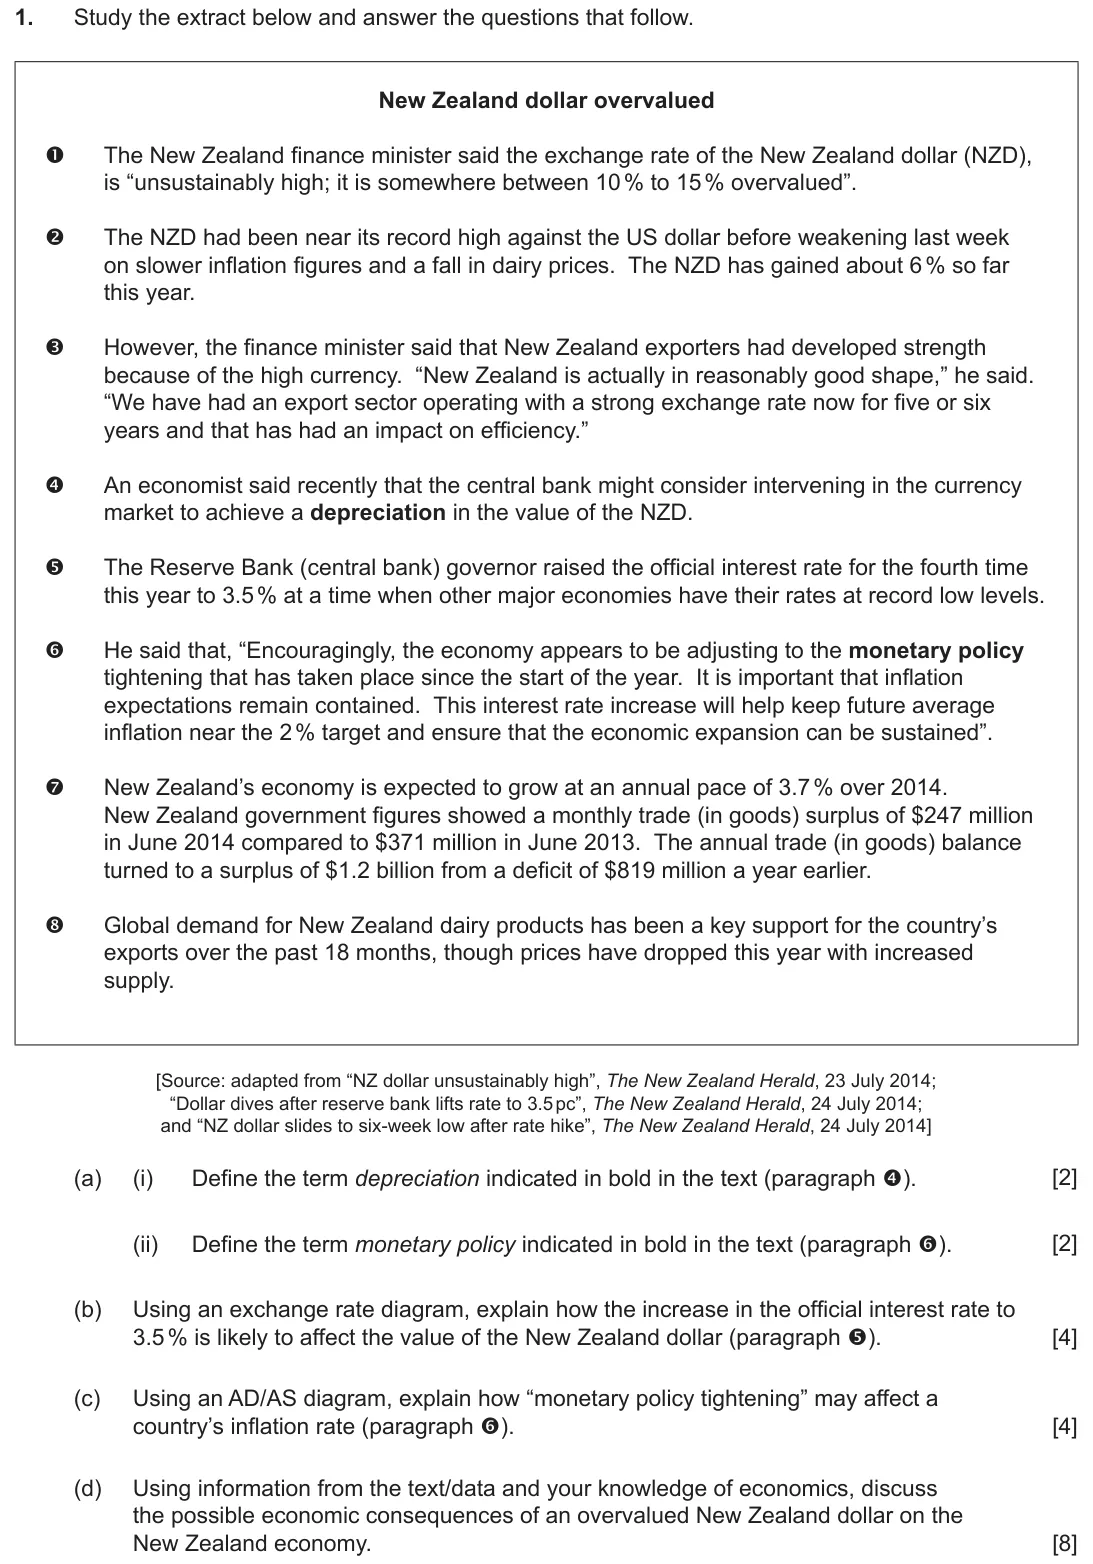 1. Study the extract below and answer the questions that follow.
New Zealand dollar overvalued
❶ The New Zealand finance minister said the exchange rate of the New Zealand dollar (NZD),
is “unsustainably high; it is somewhere between 10 % to 15 % overvalued”.
❷ The NZD had been near its record high against the US dollar before weakening last week
on slower inflation figures and a fall in dairy prices. The NZD has gained about 6 % so far
this year.
❸ However, the finance minister said that New Zealand exporters had developed strength
because of the high currency. “New Zealand is actually in reasonably good shape,” he said.
“We have had an export sector operating with a strong exchange rate now for five or six
years and that has had an impact on efficiency.”
❹ An economist said recently that the central bank might consider intervening in the currency
market to achieve a depreciation in the value of the NZD.
❺ The Reserve Bank (central bank) governor raised the official interest rate for the fourth time
this year to 3.5 % at a time when other major economies have their rates at record low levels.
❻ He said that, “Encouragingly, the economy appears to be adjusting to the monetary policy
tightening that has taken place since the start of the year. It is important that inflation
expectations remain contained. This interest rate increase will help keep future average
inflation near the 2 % target and ensure that the economic expansion can be sustained”.
❼ New Zealand’s economy is expected to grow at an annual pace of 3.7 % over 2014.
New Zealand government figures showed a monthly trade (in goods) surplus of $247 million
in June 2014 compared to $371 million in June 2013. The annual trade (in goods) balance
turned to a surplus of $1.2 billion from a deficit of $819 million a year earlier.
❽ Global demand for New Zealand dairy products has been a key support for the country’s
exports over the past 18 months, though prices have dropped this year with increased
supply.
[Source: adapted from “NZ dollar unsustainably high”, The New Zealand Herald, 23 July 2014;
“Dollar dives after reserve bank lifts rate to 3.5 pc”, The New Zealand Herald, 24 July 2014;
and “NZ dollar slides to six-week low after rate hike”, The New Zealand Herald, 24 July 2014]
(a) (i) Define the term depreciation indicated in bold in the text (paragraph ❹). [2]
(ii) Define the term monetary policy indicated in bold in the text (paragraph ❻). [2]
(b) Using an exchange rate diagram, explain how the increase in the official interest rate to
3.5 % is likely to affect the value of the New Zealand dollar (paragraph ❺). [4]
(c) Using an AD/AS diagram, explain how “monetary policy tightening” may affect a
country’s inflation rate (paragraph ❻). [4]
(d) Using information from the text/data and your knowledge of economics, discuss
the possible economic consequences of an overvalued New Zealand dollar on the
New Zealand economy. [8]